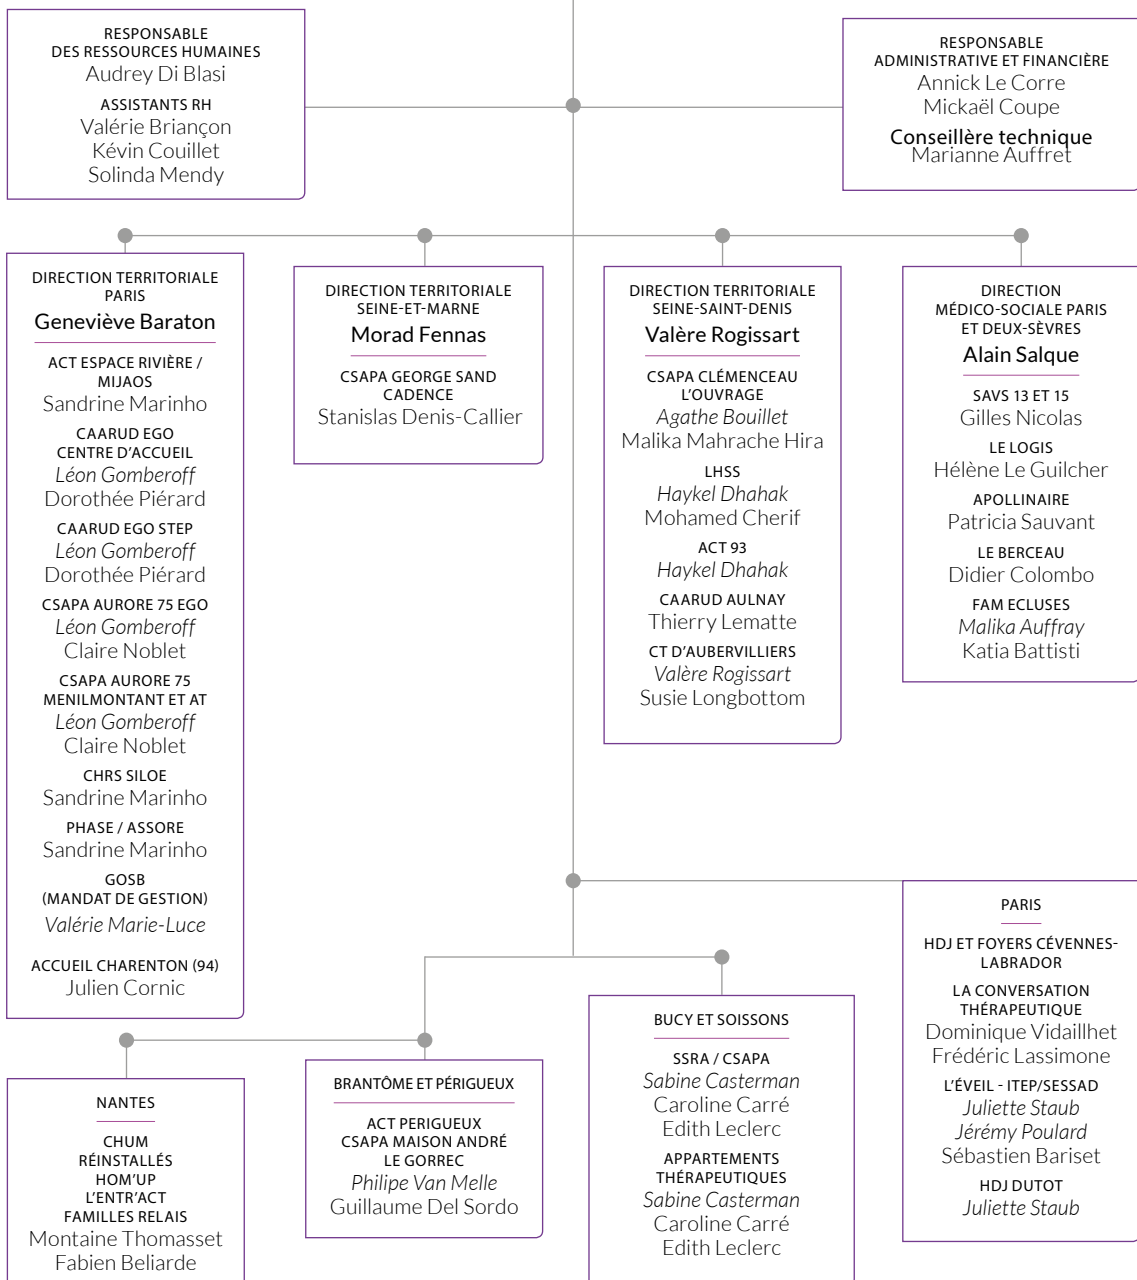 RESPONSABLE
DES RESSOURCES HUMAINES
Audrey Di Blasi
ASSISTANTS RH
Valérie Briançon
Kévin Couillet
Solinda Mendy
RESPONSABLE
ADMINISTRATIVE ET FINANCIÈRE
Annick Le Corre
Mickaël Coupe
Conseillère technique
Marianne Auffret
DIRECTION TERRITORIALE
PARIS
Geneviève Baraton
ACT ESPACE RIVIÈRE /
MIJAOS
Sandrine Marinho
CAARUD EGO
CENTRE D'ACCUEIL
Léon Gomberoff
Dorothée Piérard
CAARUD EGO STEP
Léon Gomberoff
Dorothée Piérard
CSAPA AURORE 75 EGO
Léon Gomberoff
Claire Noblet
CSAPA AURORE 75
MENILMONTANT ET AT
Léon Gomberoff
Claire Noblet
CHRS SILOE
Sandrine Marinho
PHASE / ASSORE
Sandrine Marinho
GOSB
(MANDAT DE GESTION)
Valérie Marie-Luce
ACCUEIL CHARENTON (94)
Julien Cornic
DIRECTION TERRITORIALE
SEINE-ET-MARNE
Morad Fennas
CSAPA GEORGE SAND
CADENCE
Stanislas Denis-Callier
DIRECTION TERRITORIALE
SEINE-SAINT-DENIS
Valère Rogissart
CSAPA CLÉMENCEAU
L'OUVRAGE
Agathe Bouillet
Malika Mahrache Hira
LHSS
Haykel Dhahak
Mohamed Cherif
ACT 93
Haykel Dhahak
CAARUD AULNAY
Thierry Lematte
CT D'AUBERVILLIERS
Valère Rogissart
Susie Longbottom
DIRECTION
MÉDICO-SOCIALE PARIS
ET DEUX-SÈVRES
Alain Salque
SAVS 13 ET 15
Gilles Nicolas
LE LOGIS
Hélène Le Guilcher
APOLLINAIRE
Patricia Sauvant
LE BERCEAU
Didier Colombo
FAM ECLUSES
Malika Auffray
Katia Battisti
NANTES
CHUM
RÉINSTALLÉS
HOM'UP
L'ENTR'ACT
FAMILLES RELAIS
Montaine Thomasset
Fabien Beliarde
BRANTÔME ET PÉRIGUEUX
ACT PERIGUEUX
CSAPA MAISON ANDRÉ
LE GORREC
Philipe Van Melle
Guillaume Del Sordo
BUCY ET SOISSONS
SSRA / CSAPA
Sabine Casterman
Caroline Carré
Edith Leclerc
APPARTEMENTS
THÉRAPEUTIQUES
Sabine Casterman
Caroline Carré
Edith Leclerc
PARIS
HDJ ET FOYERS CÉVENNES-
LABRADOR
LA CONVERSATION
THÉRAPEUTIQUE
Dominique Vidaillhet
Frédéric Lassimone
L'ÉVEIL - ITEP/SESSAD
Juliette Staub
Jérémy Poulard
Sébastien Bariset
HDJ DUTOT
Juliette Staub